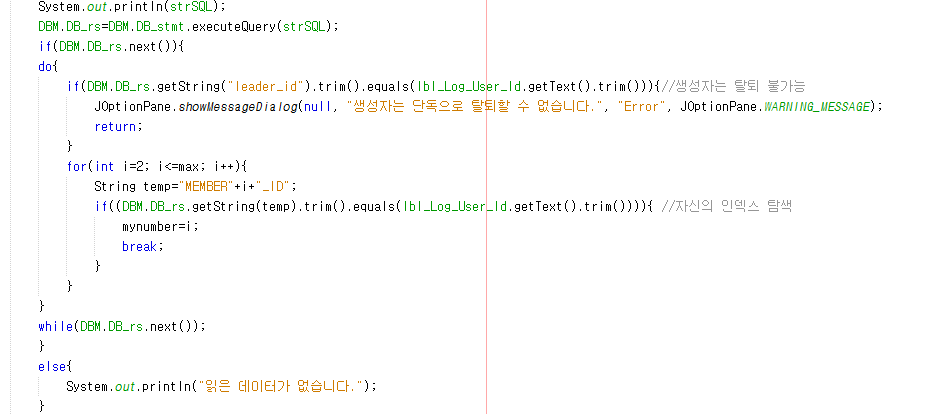 System.out.println(strSQL);
DBM.DB_rs=DBM.DB_stmt.executeQuery(strSQL);
if(DBM.DB_rs.next()){
do{
if(DBM.DB_rs.getString("leader_id").trim().equals(lbl_Log_User_Id.getText().trim())){//생성자는 탈퇴 불가능
JOptionPane.showMessageDialog(null, "생성자는 단독으로 탈퇴할 수 없습니다.", "Error", JOptionPane.WARNING_MESSAGE);
return;
}
for(int i=2; i<=max; i++){
String temp="MEMBER"+i+"_ID";
if((DBM.DB_rs.getString(temp).trim().equals(lbl_Log_User_Id.getText().trim()))){ //자신의 인덱스 탐색
mynumber=i;
break;
}
}
}
while(DBM.DB_rs.next());
}
else{
System.out.println("읽은 데이터가 없습니다.");
}